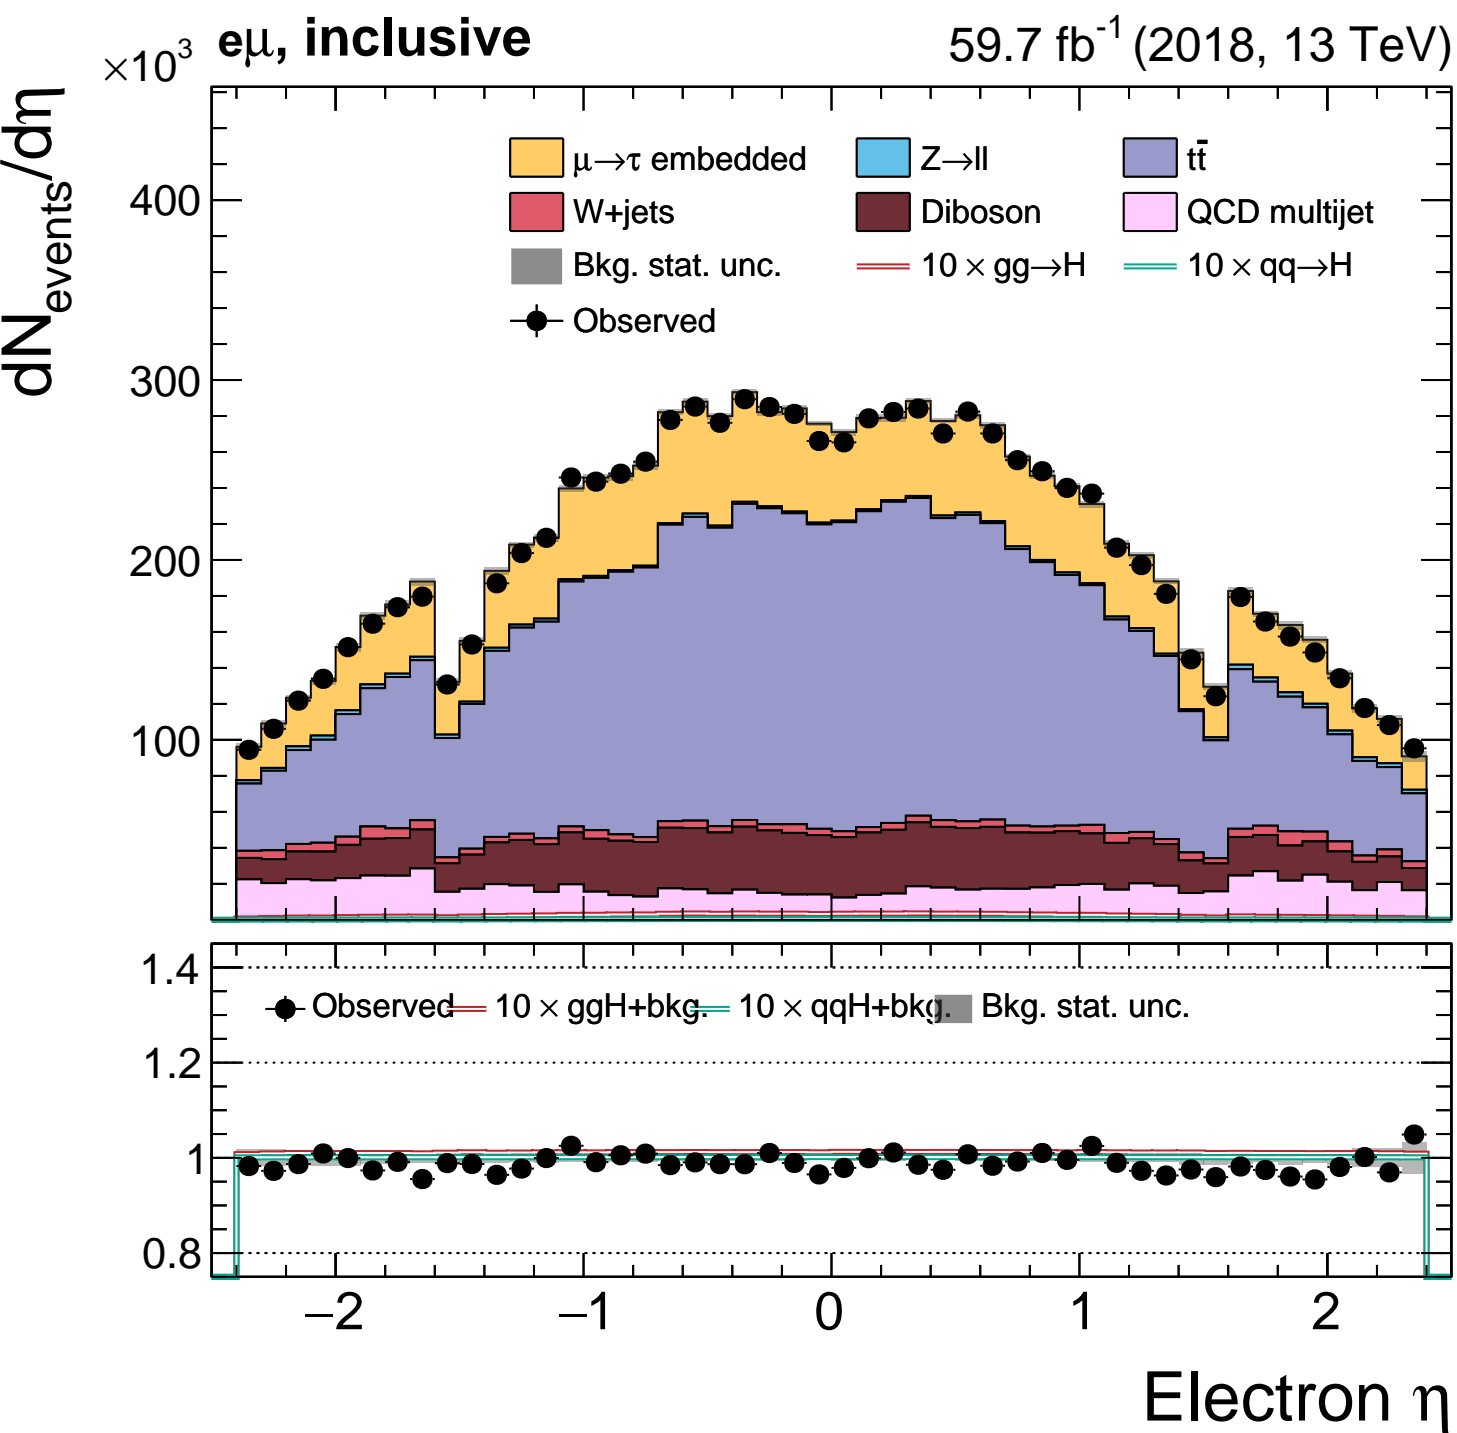 ×10³ eμ, inclusive 59.7 fb⁻¹ (2018, 13 TeV)
dN_events/dη
μ→τ embedded Z→ll tt̄
W+jets Diboson QCD multijet
Bkg. stat. unc. 10 × gg→H 10 × qq→H
Observed
400
300
200
100
1.4
Observed 10 × ggH+bkg. 10 × qqH+bkg. Bkg. stat. unc.
1.2
1
0.8
−2 −1 0 1 2
Electron η